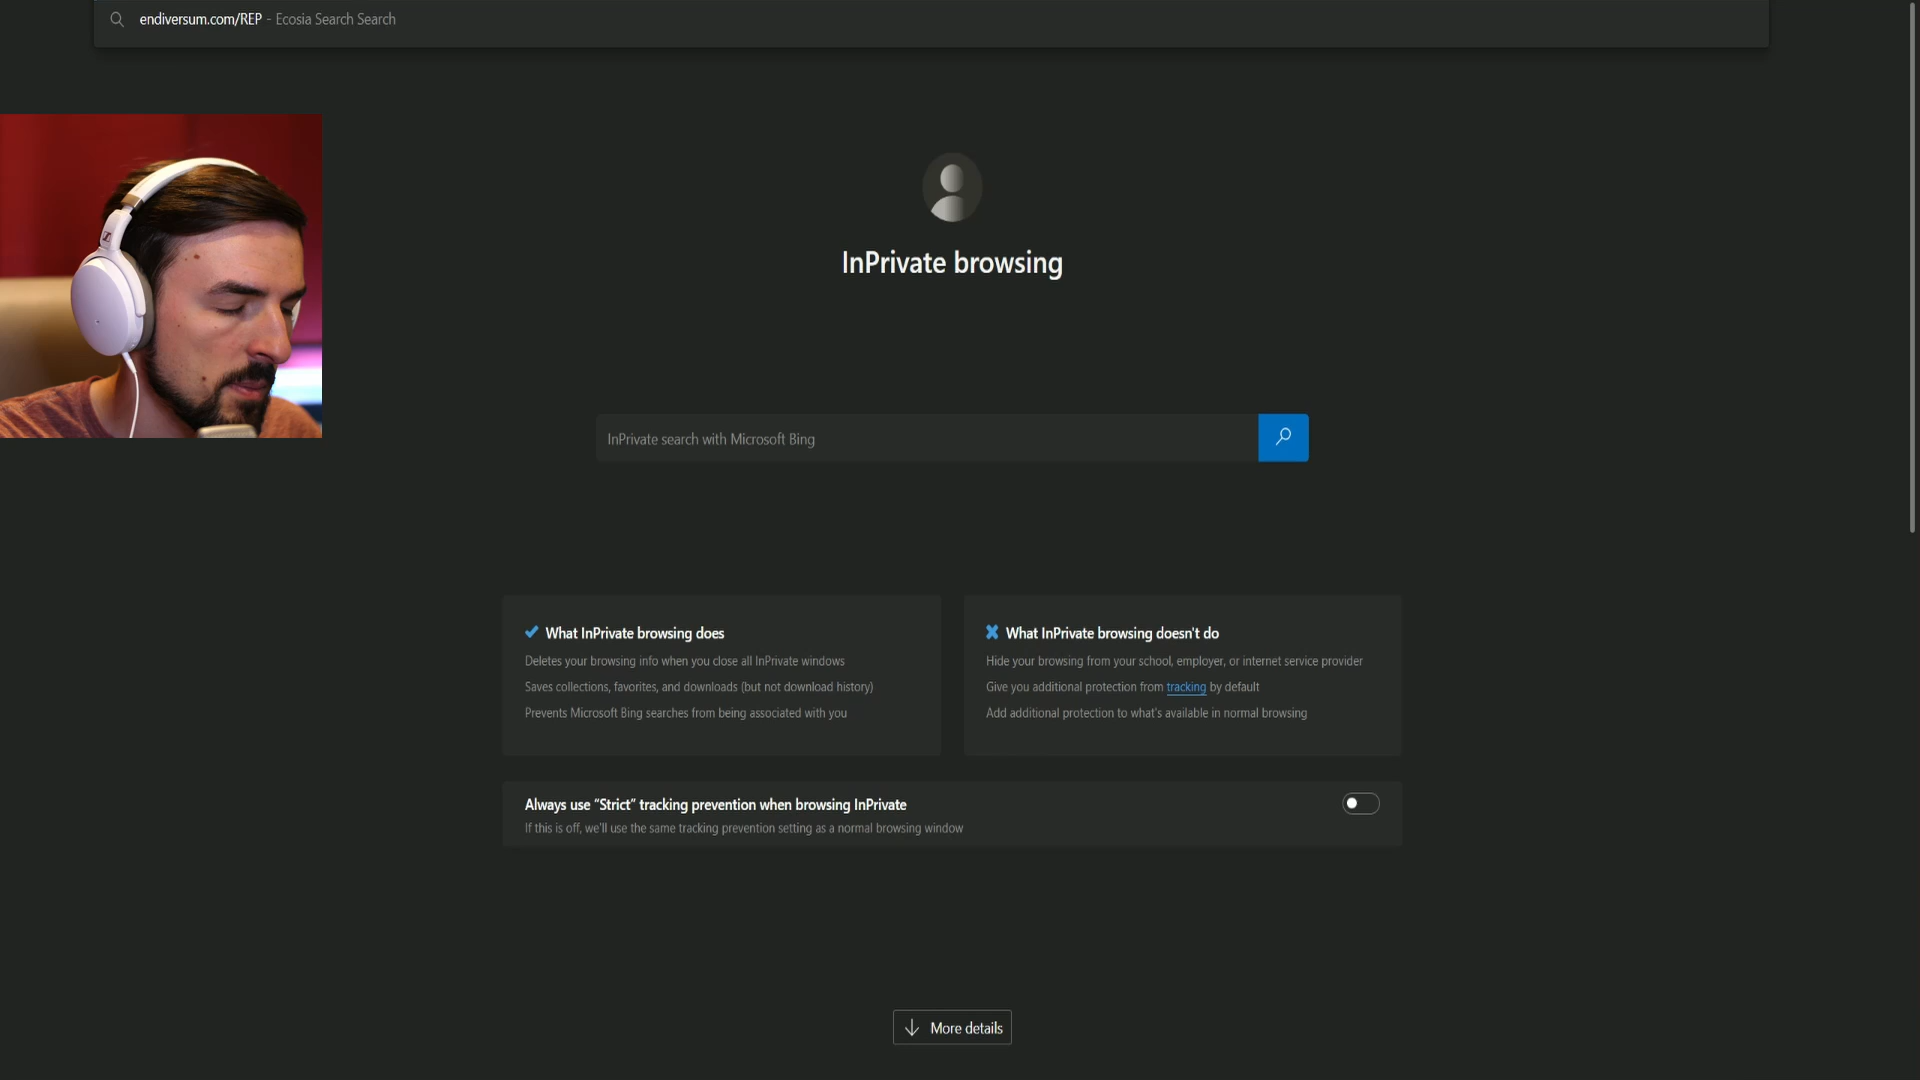 endiversum.com/REP - Ecosia Search Search
InPrivate browsing
InPrivate search with Microsoft Bing
What InPrivate browsing does
Deletes your browsing info when you close all InPrivate windows
Saves collections, favorites, and downloads (but not download history)
Prevents Microsoft Bing searches from being associated with you
What InPrivate browsing doesn't do
Hide your browsing from your school, employer, or internet service provider
Give you additional protection from tracking by default
Add additional protection to what's available in normal browsing
Always use “Strict” tracking prevention when browsing InPrivate
If this is off, we'll use the same tracking prevention setting as a normal browsing window
More details